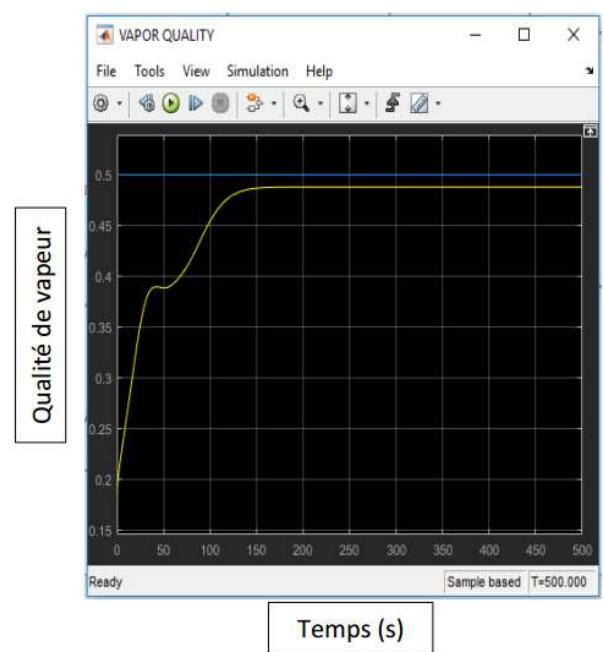 VAPOR QUALITY
File Tools View Simulation Help
0.5
0.45
0.4
0.35
0.3
0.25
0.2
0.15
0 50 100 150 200 250 300 350 400 450 500
Ready Sample based T=500.000
Qualité de vapeur
Temps (s)